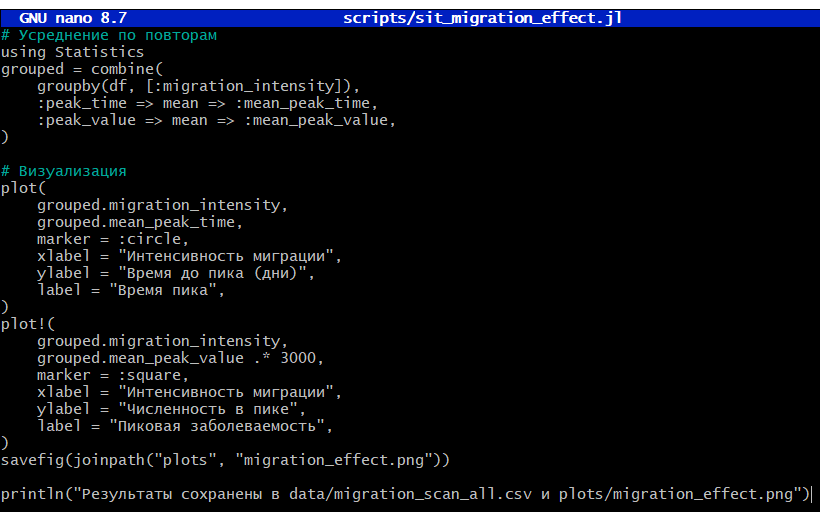 GNU nano 8.7 scripts/sit_migration_effect.jl
# Усреднение по повторам
using Statistics
grouped = combine(
    groupby(df, [:migration_intensity]),
    :peak_time => mean => :mean_peak_time,
    :peak_value => mean => :mean_peak_value,
)

# Визуализация
plot(
    grouped.migration_intensity,
    grouped.mean_peak_time,
    marker = :circle,
    xlabel = "Интенсивность миграции",
    ylabel = "Время до пика (дни)",
    label = "Время пика",
)
plot!(
    grouped.migration_intensity,
    grouped.mean_peak_value .* 3000,
    marker = :square,
    xlabel = "Интенсивность миграции",
    ylabel = "Численность в пике",
    label = "Пиковая заболеваемость",
)
savefig(joinpath("plots", "migration_effect.png"))

println("Результаты сохранены в data/migration_scan_all.csv и plots/migration_effect.png")